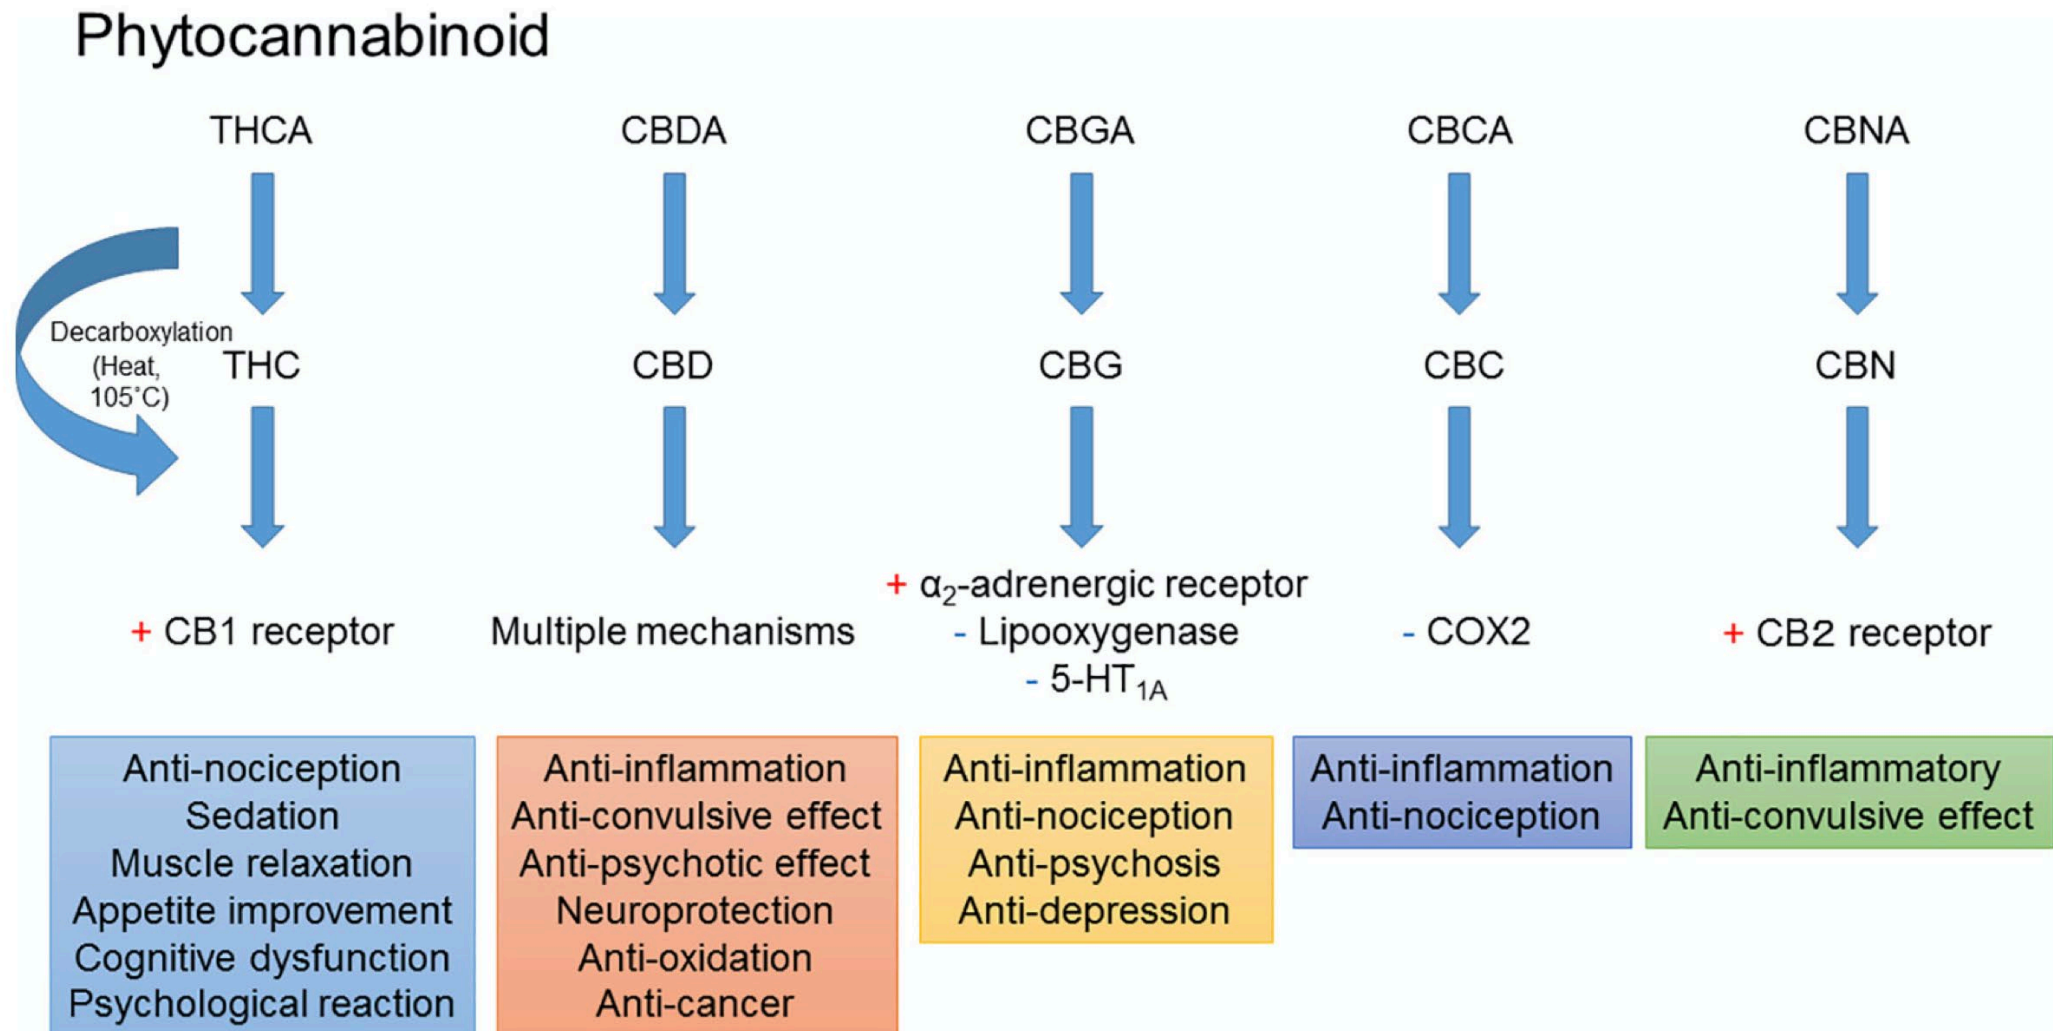 Phytocannabinoid
THCA
CBDA
CBGA
CBCA
CBNA
Decarboxylation
(Heat,
105°C)
THC
CBD
CBG
CBC
CBN
+ CB1 receptor
Multiple mechanisms
+ α₂-adrenergic receptor
- Lipooxygenase
- 5-HT₁A
- COX2
+ CB2 receptor
Anti-nociception
Sedation
Muscle relaxation
Appetite improvement
Cognitive dysfunction
Psychological reaction
Anti-inflammation
Anti-convulsive effect
Anti-psychotic effect
Neuroprotection
Anti-oxidation
Anti-cancer
Anti-inflammation
Anti-nociception
Anti-psychosis
Anti-depression
Anti-inflammation
Anti-nociception
Anti-inflammatory
Anti-convulsive effect